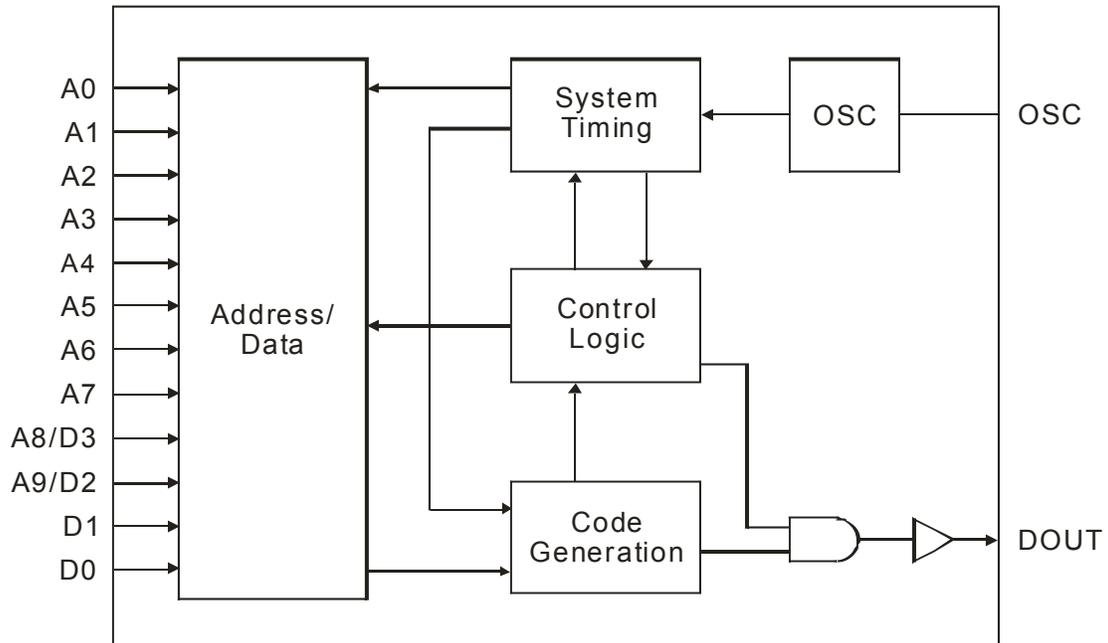 A0
A1
A2
A3
A4
A5
A6
A7
A8/D3
A9/D2
D1
D0
Address/
Data
System
Timing
OSC
OSC
Control
Logic
Code
Generation
DOUT